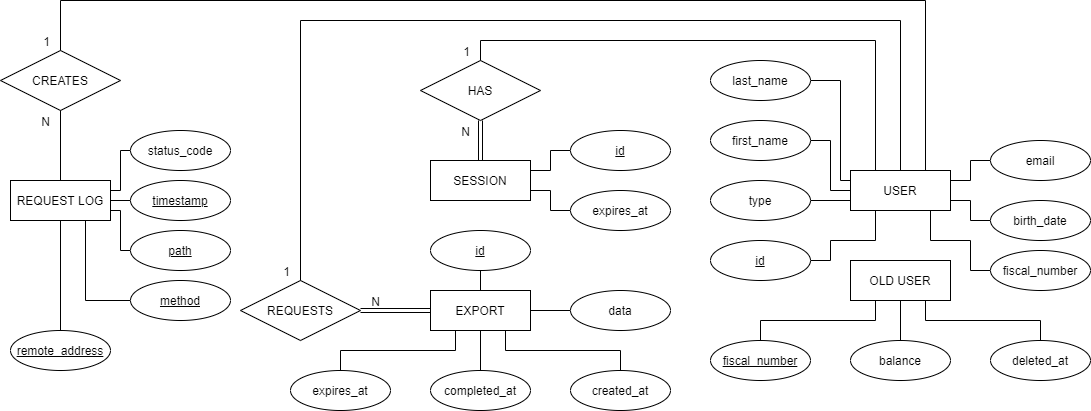 1
CREATES
N
REQUEST LOG
status_code
timestamp
path
method
remote_address
1
HAS
N
SESSION
id
expires_at
1
REQUESTS
N
EXPORT
id
data
expires_at
completed_at
created_at
last_name
first_name
type
id
USER
email
birth_date
fiscal_number
OLD USER
fiscal_number
balance
deleted_at